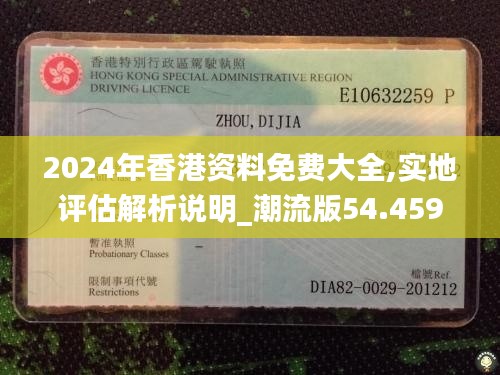 香港特別行政區駕駛執照
HONG KONG SPECIAL ADMINISTRATIVE REGION
DRIVING LICENCE
E10632259 P
ZHOU,DIJIA
2024年香港资料免费大全,实地
评估解析说明_潮流版54.459
暫准執照
Probationary Classes
–
限制事項代號
Restrictions
檔號Ref.
DIA82-0029-201212